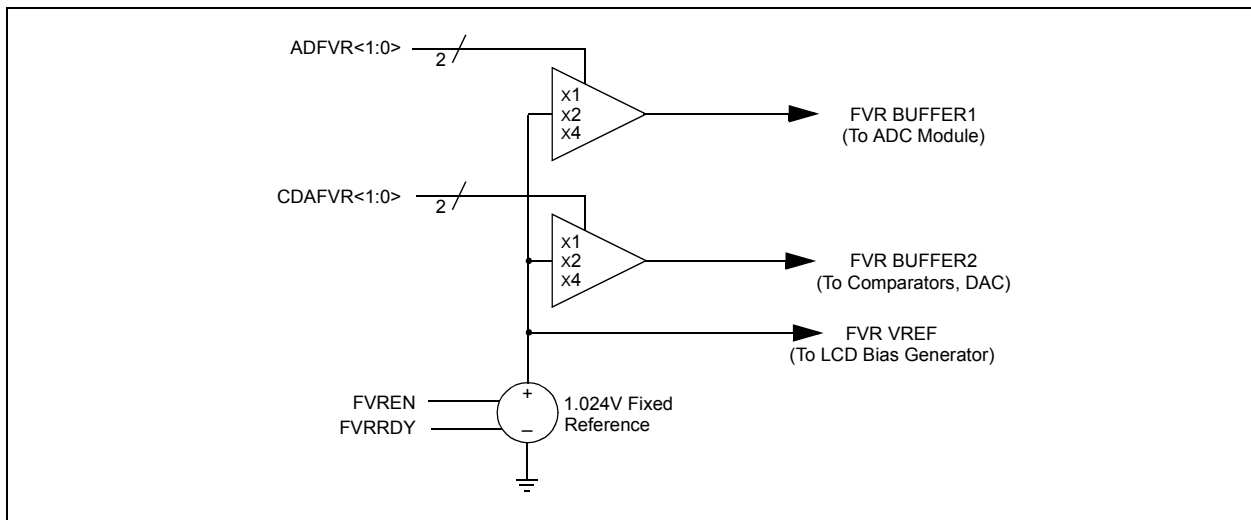 ADFVR<1:0>
2
X1
X2
X4
FVR BUFFER1
(To ADC Module)
CDAFVR<1:0>
2
X1
X2
X4
FVR BUFFER2
(To Comparators, DAC)
FVR VREF
(To LCD Bias Generator)
FVREN
FVRRDY
+
–
1.024V Fixed
Reference